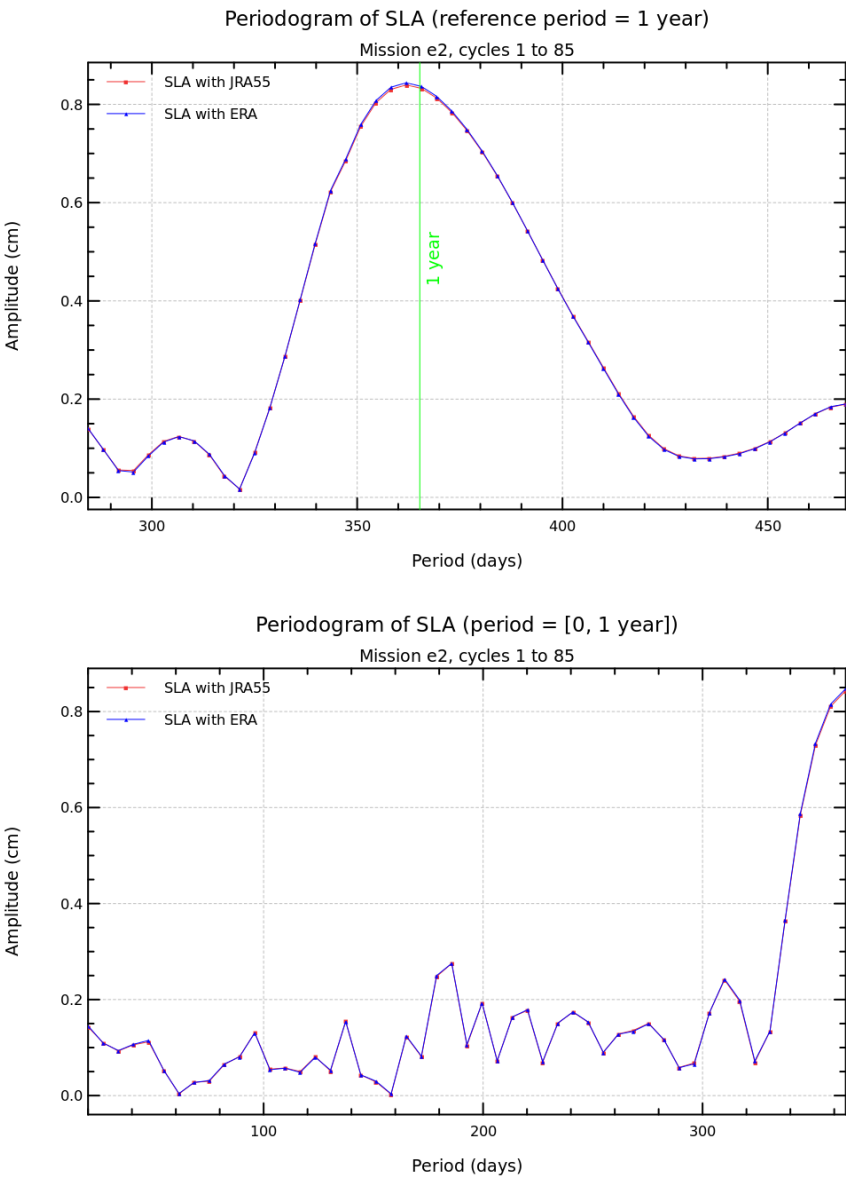 Periodogram of SLA (reference period = 1 year)
Mission e2, cycles 1 to 85
SLA with JRA55
SLA with ERA
0.8
0.6
0.4
0.2
0.0
Amplitude (cm)
1 year
300 350 400 450
Period (days)
Periodogram of SLA (period = [0, 1 year])
Mission e2, cycles 1 to 85
SLA with JRA55
SLA with ERA
0.8
0.6
0.4
0.2
0.0
Amplitude (cm)
100 200 300
Period (days)